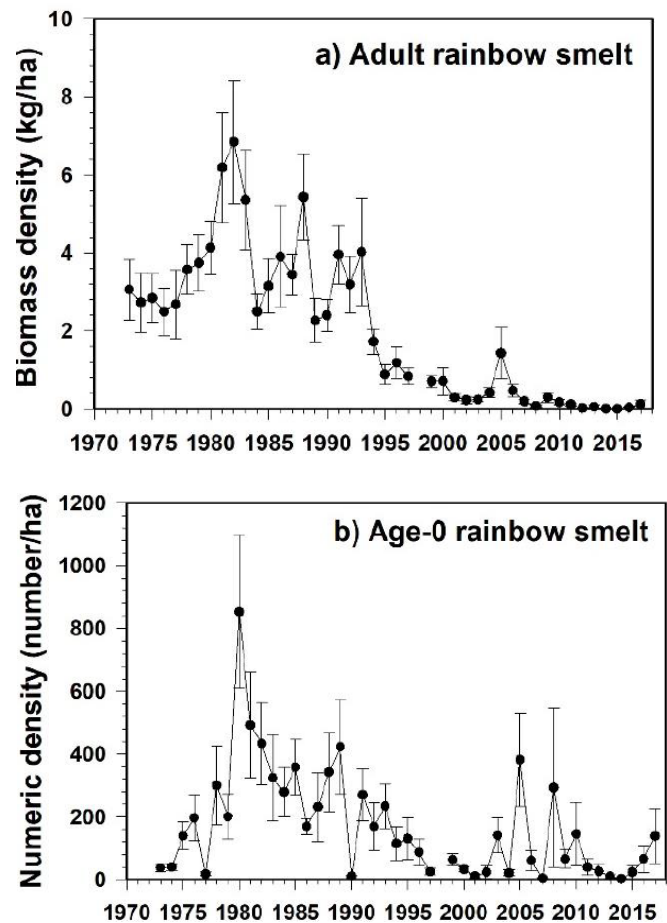 a) Adult rainbow smelt
Biomass density (kg/ha)
10
8
6
4
2
0
1970 1975 1980 1985 1990 1995 2000 2005 2010 2015
b) Age-0 rainbow smelt
Numeric density (number/ha)
1200
1000
800
600
400
200
0
1970 1975 1980 1985 1990 1995 2000 2005 2010 2015